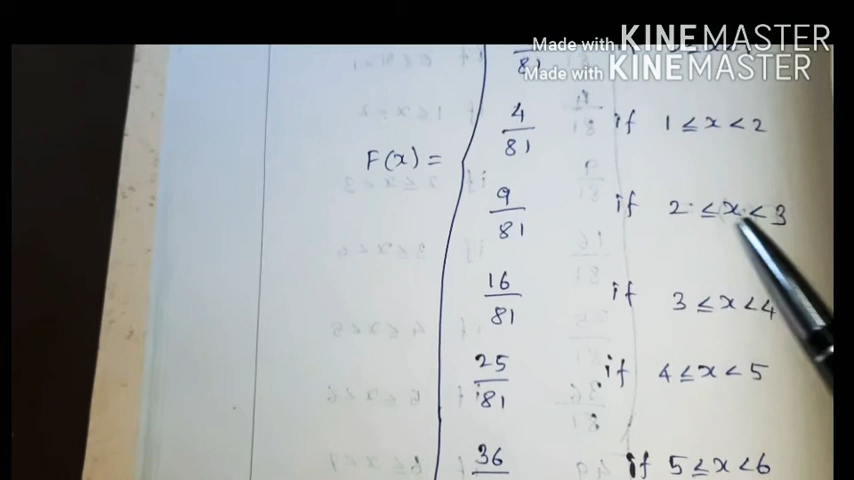 Made with KINEMASTER
Made with KINEMASTER
81
4/81 if 1 ≤ x < 2
F(x) =
9/81 if 2 ≤ x < 3
16/81 if 3 ≤ x < 4
25/81 if 4 ≤ x < 5
36 if 5 ≤ x < 6